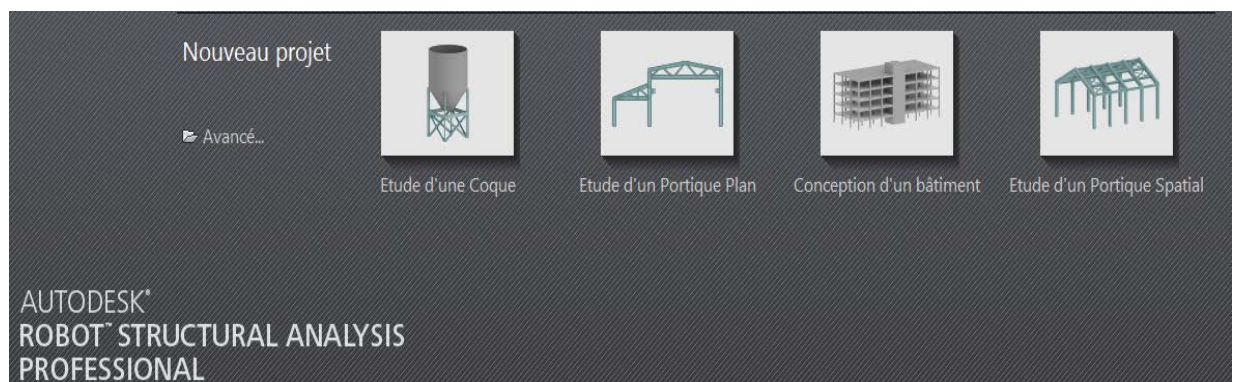 Nouveau projet
Avancé...
Etude d'une Coque
Etude d'un Portique Plan
Conception d'un bâtiment
Etude d'un Portique Spatial
AUTODESK®
ROBOT™ STRUCTURAL ANALYSIS
PROFESSIONAL